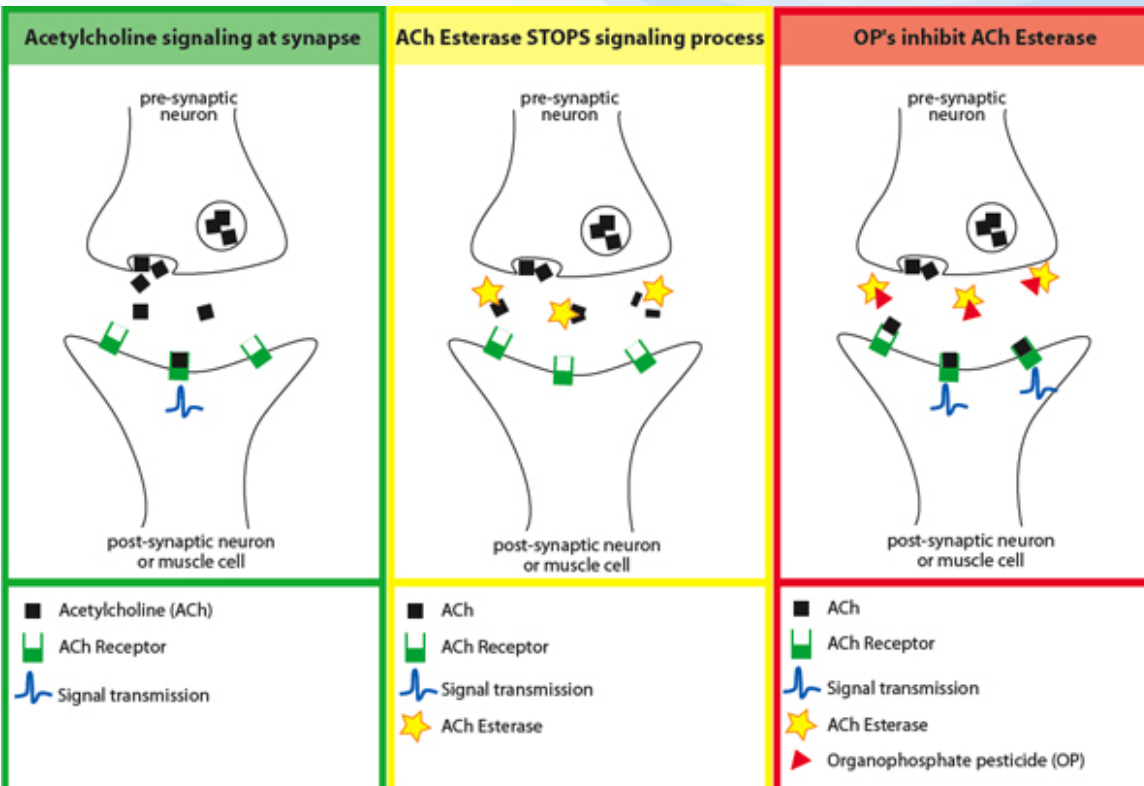 Acetylcholine signaling at synapse
pre-synaptic
neuron
post-synaptic neuron
or muscle cell
Acetylcholine (ACh)
ACh Receptor
Signal transmission
ACh Esterase STOPS signaling process
pre-synaptic
neuron
post-synaptic neuron
or muscle cell
ACh
ACh Receptor
Signal transmission
ACh Esterase
OP's inhibit ACh Esterase
pre-synaptic
neuron
post-synaptic neuron
or muscle cell
ACh
ACh Receptor
Signal transmission
ACh Esterase
Organophosphate pesticide (OP)